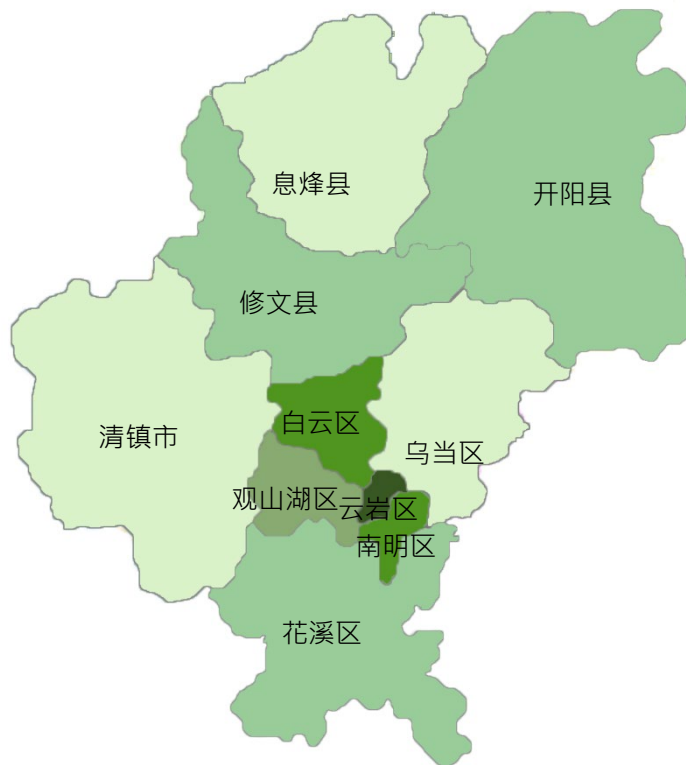 息烽县
开阳县
修文县
白云区
清镇市
乌当区
观山湖区
云岩区
南明区
花溪区